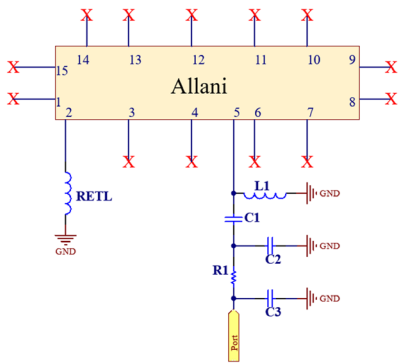 X X X X X
X 15 14 13 12 11 10 9 X
Allani
X 1 2 3 4 5 6 7 8 X
X X X X
L1
GND
RETL
C1
GND
C2
GND
R1
C3
GND
Port